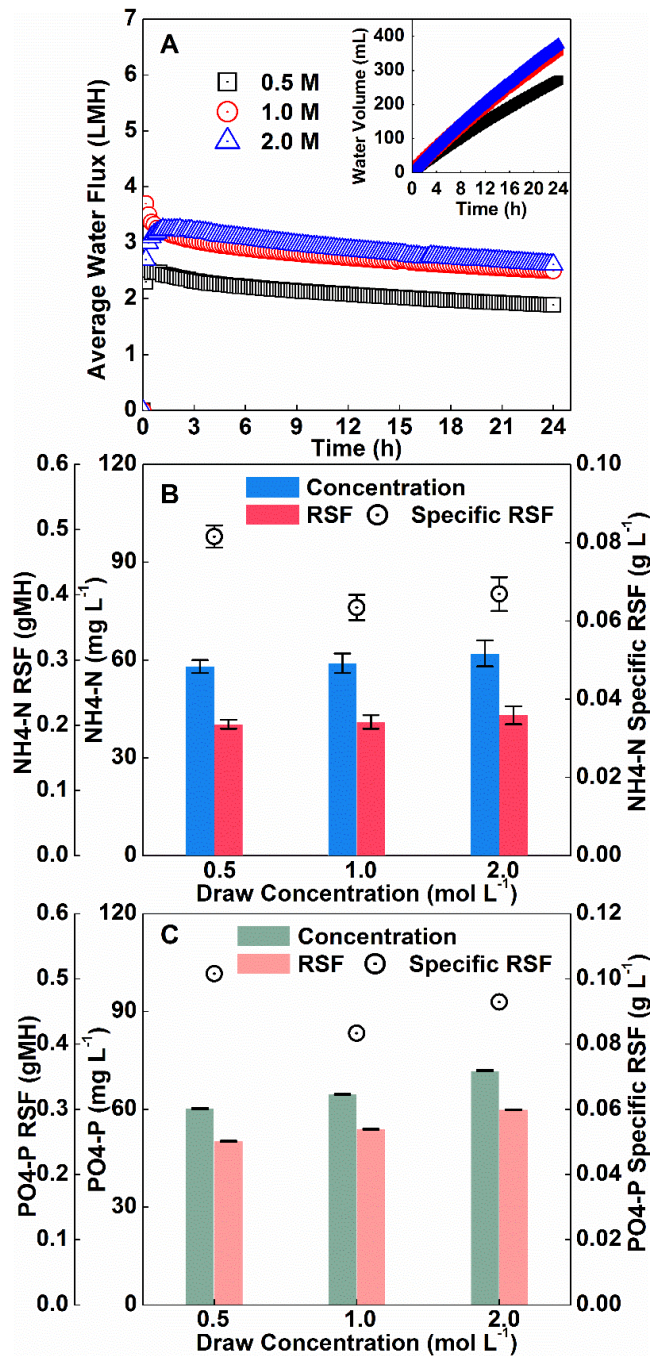 A
0.5 M
1.0 M
2.0 M
Average Water Flux (LMH)
7
6
5
4
3
2
1
0
0 3 6 9 12 15 18 21 24
Time (h)
Water Volume (mL)
400
300
200
100
0
0 4 8 12 16 20 24
Time (h)
B
Concentration
RSF Specific RSF
NH4-N RSF (gMH)
0.6
0.5
0.4
0.3
0.2
0.1
0.0
NH4-N (mg L⁻¹)
120
90
60
30
0
NH4-N Specific RSF (g L⁻¹)
0.10
0.08
0.06
0.04
0.02
0.00
0.5 1.0 2.0
Draw Concentration (mol L⁻¹)
C
Concentration
RSF Specific RSF
PO4-P RSF (gMH)
0.6
0.5
0.4
0.3
0.2
0.1
0.0
PO4-P (mg L⁻¹)
120
90
60
30
0
PO4-P Specific RSF (g L⁻¹)
0.12
0.10
0.08
0.06
0.04
0.02
0.00
0.5 1.0 2.0
Draw Concentration (mol L⁻¹)